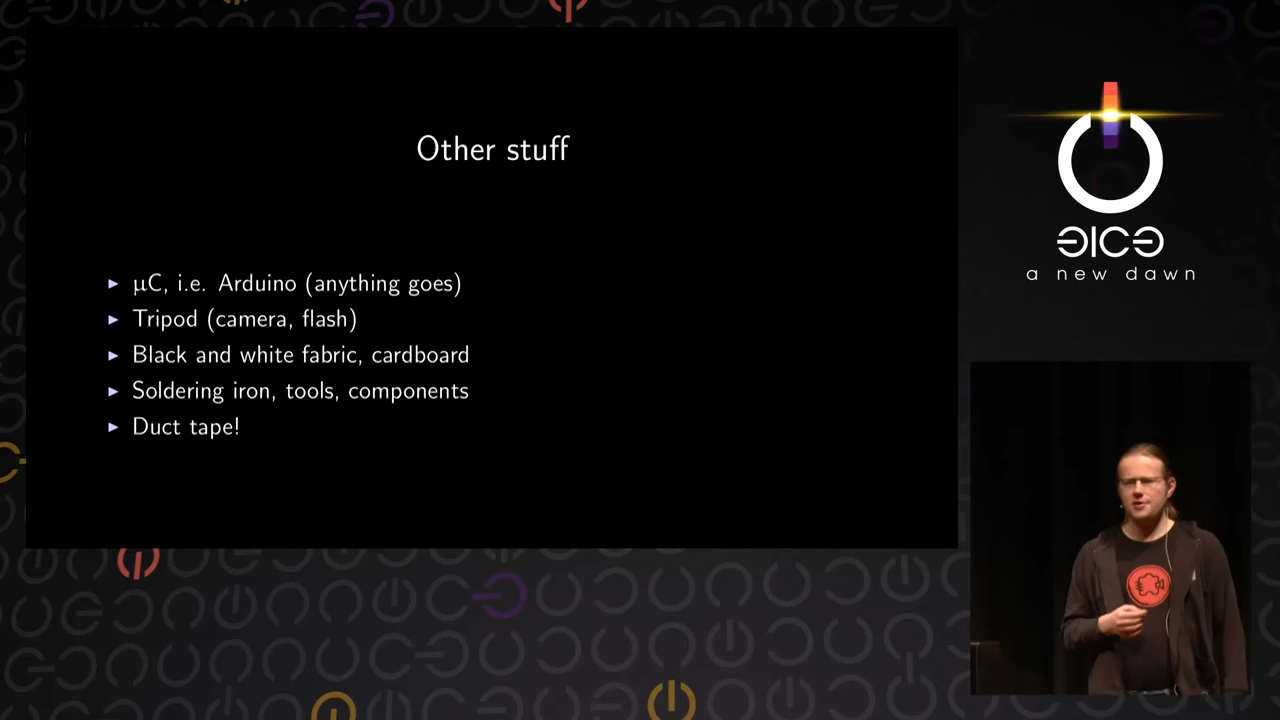 Other stuff
µC, i.e. Arduino (anything goes)
Tripod (camera, flash)
Black and white fabric, cardboard
Soldering iron, tools, components
Duct tape!
a new dawn